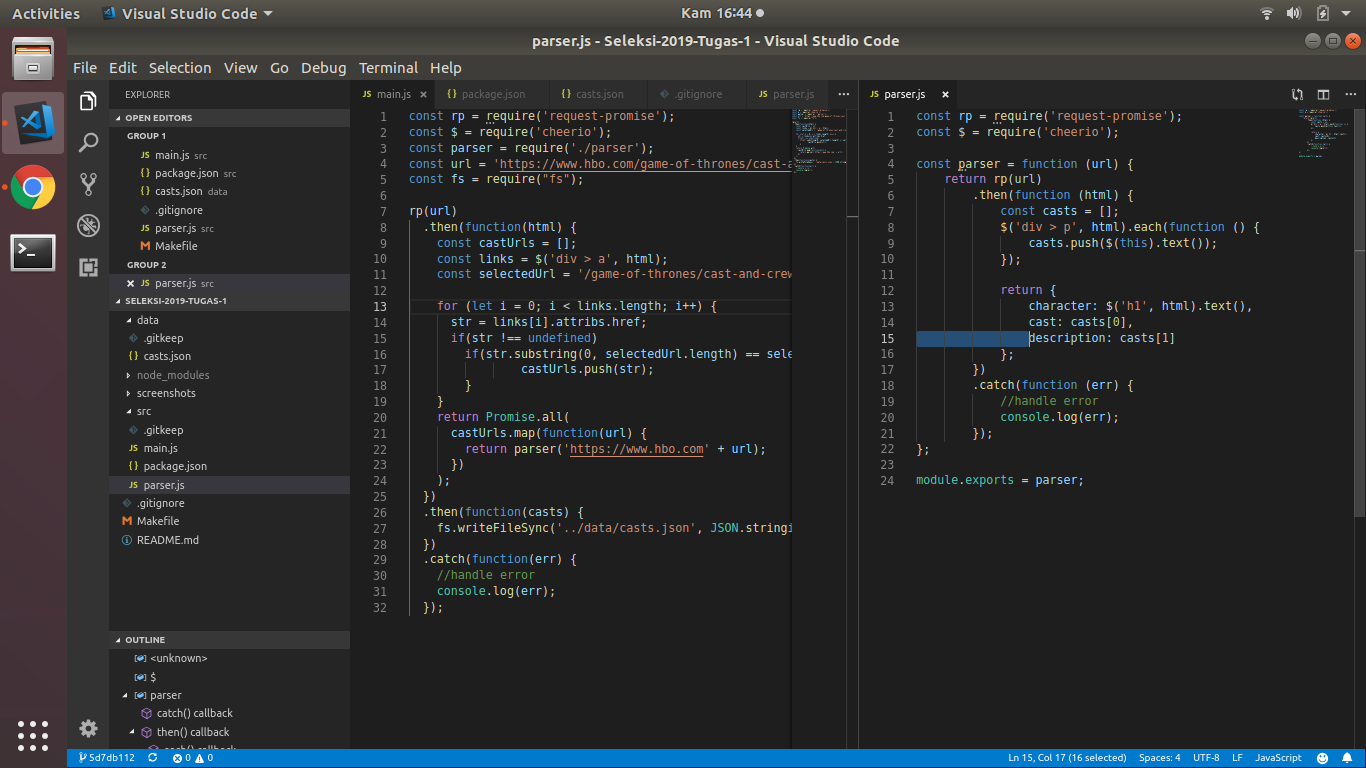 Activities Visual Studio Code Kam 16:44
parser.js - Seleksi-2019-Tugas-1 - Visual Studio Code
File Edit Selection View Go Debug Terminal Help
EXPLORER
OPEN EDITORS
GROUP 1
JS main.js src
{} package.json src
{} casts.json data
.gitignore
JS parser.js src
M Makefile
GROUP 2
× JS parser.js src
SELEKSI-2019-TUGAS-1
data
.gitkeep
{} casts.json
node_modules
screenshots
src
.gitkeep
JS main.js
{} package.json
JS parser.js
.gitignore
M Makefile
README.md
OUTLINE
<unknown>
$
parser
catch() callback
then() callback
JS main.js × {} package.json {} casts.json .gitignore JS parser.js ...
1 const rp = require('request-promise');
2 const $ = require('cheerio');
3 const parser = require('./parser');
4 const url = 'https://www.hbo.com/game-of-thrones/cast-a
5 const fs = require("fs");
6
7 rp(url)
8 .then(function(html) {
9 const castUrls = [];
10 const links = $('div > a', html);
11 const selectedUrl = '/game-of-thrones/cast-and-crew
12
13 for (let i = 0; i < links.length; i++) {
14 str = links[i].attribs.href;
15 if(str !== undefined)
16 if(str.substring(0, selectedUrl.length) == sele
17 castUrls.push(str);
18 }
19 }
20 return Promise.all(
21 castUrls.map(function(url) {
22 return parser('https://www.hbo.com' + url);
23 })
24 );
25 })
26 .then(function(casts) {
27 fs.writeFileSync('../data/casts.json', JSON.stringi
28 })
29 .catch(function(err) {
30 //handle error
31 console.log(err);
32 });
JS parser.js × ...
1 const rp = require('request-promise');
2 const $ = require('cheerio');
3
4 const parser = function (url) {
5 return rp(url)
6 .then(function (html) {
7 const casts = [];
8 $('div > p', html).each(function () {
9 casts.push($(this).text());
10 });
11
12 return {
13 character: $('h1', html).text(),
14 cast: casts[0],
15 description: casts[1]
16 };
17 })
18 .catch(function (err) {
19 //handle error
20 console.log(err);
21 });
22 };
23
24 module.exports = parser;
5d7db112 0 0 Ln 15, Col 17 (16 selected) Spaces: 4 UTF-8 LF JavaScript